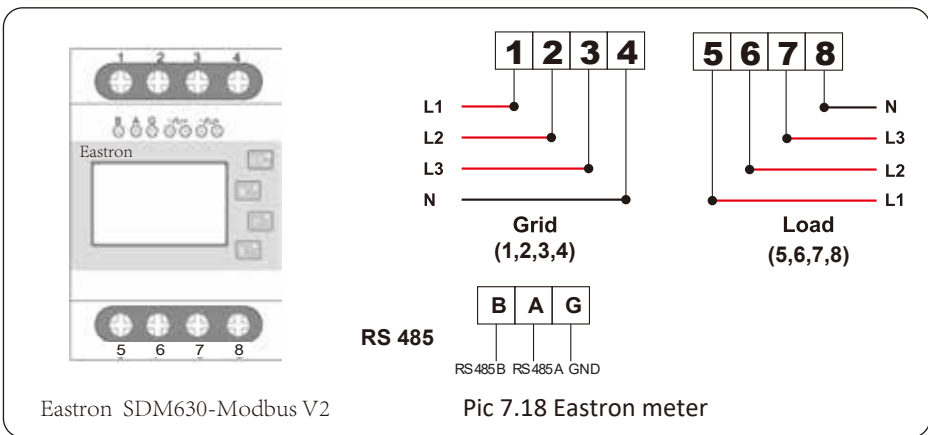 1 2 3 4
B A G
Eastron
5 6 7 8
Eastron SDM630-Modbus V2
1 2 3 4
L1
L2
L3
N
Grid
(1,2,3,4)
5 6 7 8
N
L3
L2
L1
Load
(5,6,7,8)
RS 485
B A G
RS485B RS485A GND
Pic 7.18 Eastron meter